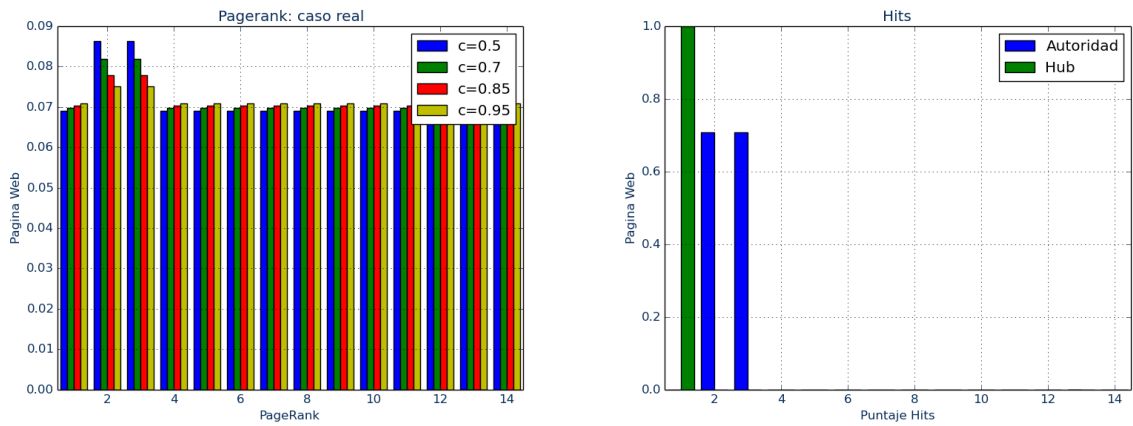 Pagerank: caso real
0.09
0.08
0.07
0.06
0.05
0.04
0.03
0.02
0.01
0.00
Pagina Web
c=0.5
c=0.7
c=0.85
c=0.95
2 4 6 8 10 12 14
PageRank
Hits
1.0
0.8
0.6
0.4
0.2
0.0
Pagina Web
Autoridad
Hub
2 4 6 8 10 12 14
Puntaje Hits